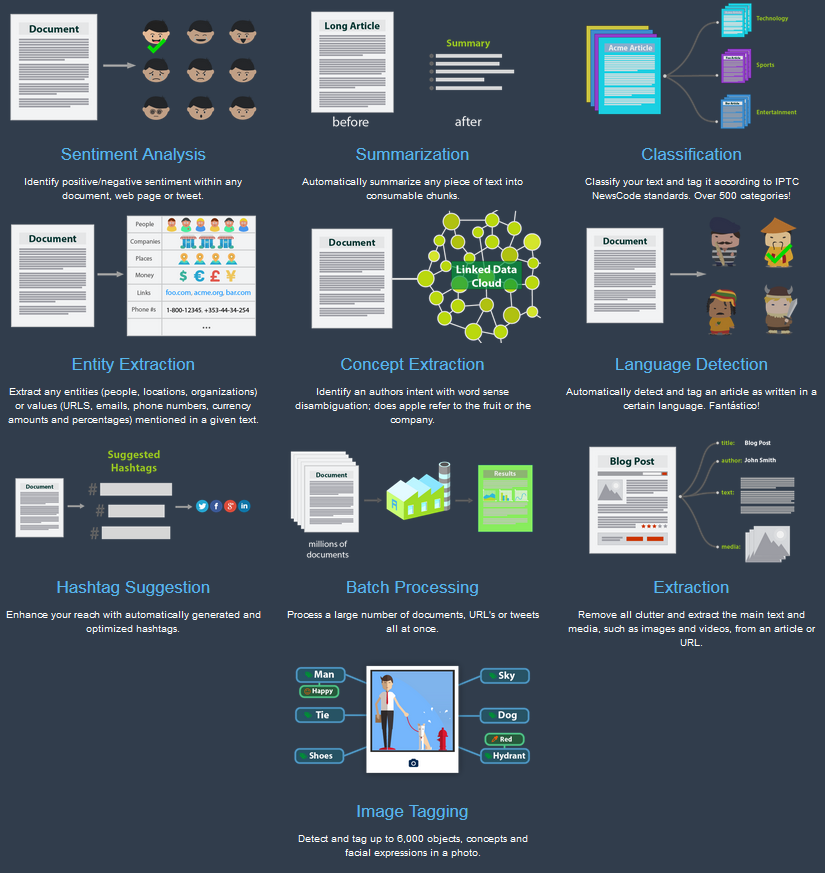 Document
Sentiment Analysis
Identify positive/negative sentiment within any
document, web page or tweet.
Long Article
Summary
before
after
Summarization
Automatically summarize any piece of text into
consumable chunks.
Acme Article
Technology
Sports
Entertainment
Classification
Classify your text and tag it according to IPTC
NewsCode standards. Over 500 categories!
Document
People
Companies
Places
Money
$ € £ ¥
Links
foo.com, acme.org, bar.com
Phone #s
1-800-12345, +353-44-34-254
...
Entity Extraction
Extract any entities (people, locations, organizations)
or values (URLS, emails, phone numbers, currency
amounts and percentages) mentioned in a given text.
Document
Linked Data
Cloud
Concept Extraction
Identify an authors intent with word sense
disambiguation; does apple refer to the fruit or the
company.
Document
Language Detection
Automatically detect and tag an article as written in a
certain language. Fantástico!
Document
Suggested
Hashtags
#
#
#
Hashtag Suggestion
Enhance your reach with automatically generated and
optimized hashtags.
Document
millions of
documents
R
Results
Batch Processing
Process a large number of documents, URL's or tweets
all at once.
Blog Post
title: Blog Post
author: John Smith
text:
media:
Extraction
Remove all clutter and extract the main text and
media, such as images and videos, from an article or
URL.
Man
Happy
Tie
Shoes
Sky
Dog
Red
Hydrant
Image Tagging
Detect and tag up to 6,000 objects, concepts and
facial expressions in a photo.